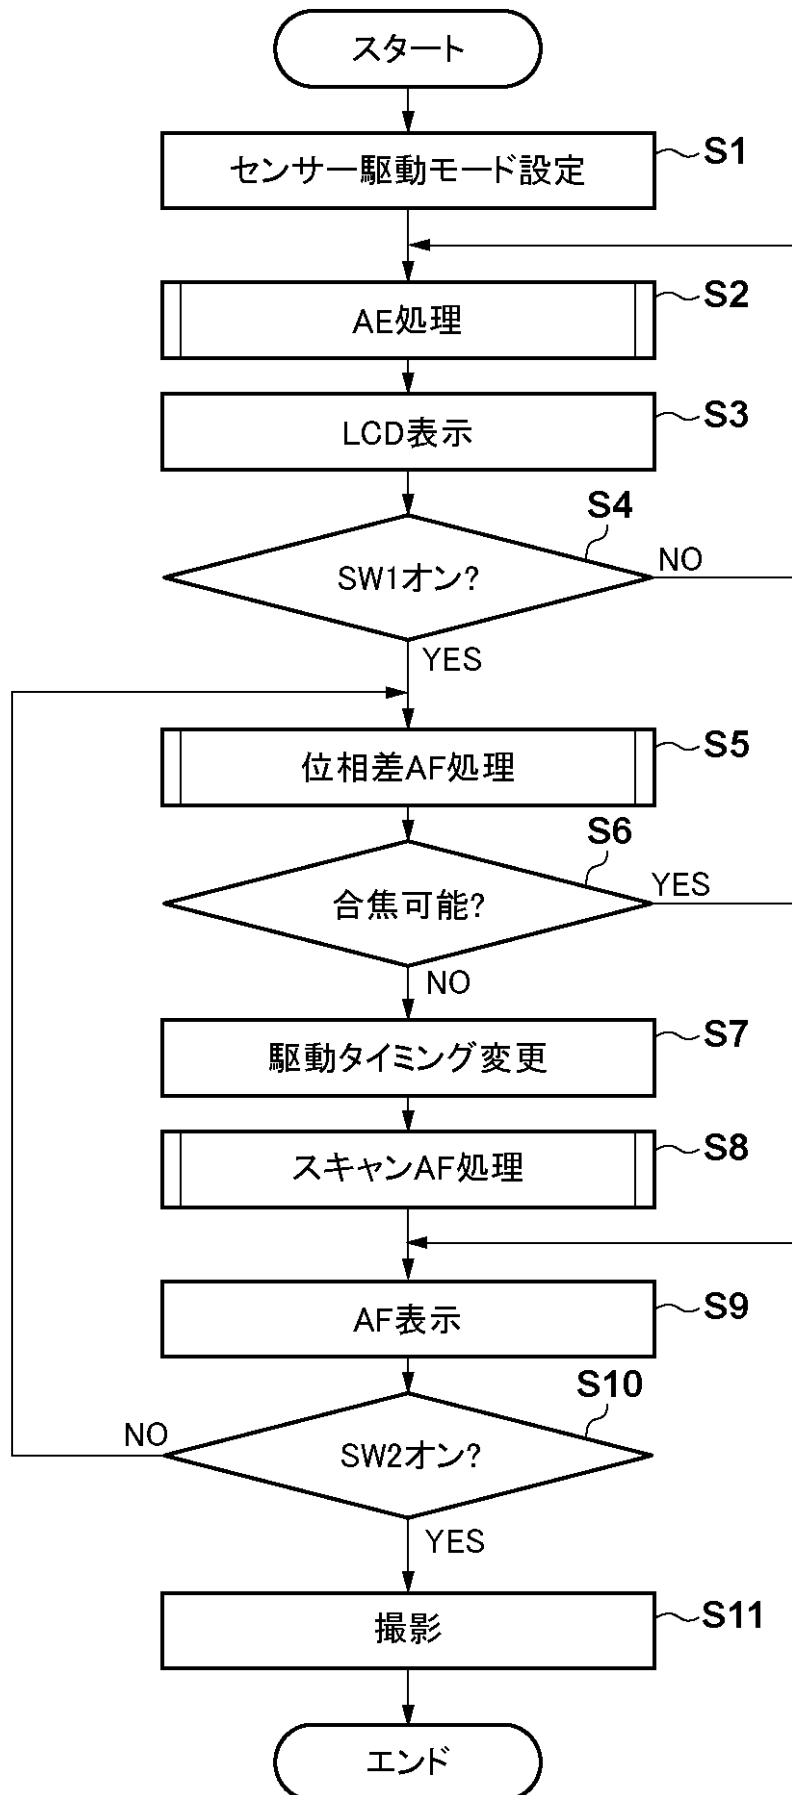 スタート
センサー駆動モード設定
S1
AE処理
S2
LCD表示
S3
SW1オン?
S4
NO
YES
位相差AF処理
S5
合焦可能?
S6
YES
NO
駆動タイミング変更
S7
スキャンAF処理
S8
AF表示
S9
SW2オン?
S10
NO
YES
撮影
S11
エンド